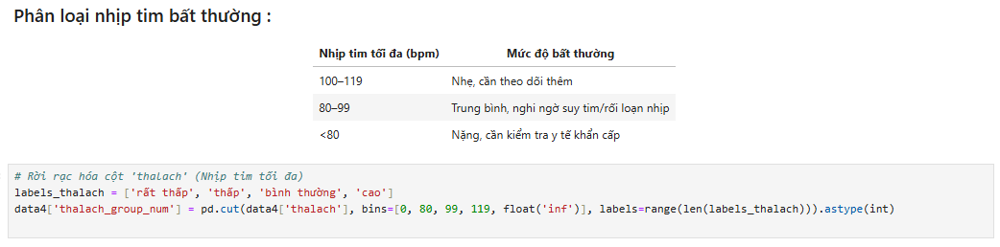 Phân loại nhịp tim bất thường :
Nhịp tim tối đa (bpm) Mức độ bất thường
100–119 Nhẹ, cần theo dõi thêm
80–99 Trung bình, nghi ngờ suy tim/rối loạn nhịp
<80 Nặng, cần kiểm tra y tế khẩn cấp
# Rời rạc hóa cột 'thalach' (Nhịp tim tối đa)
labels_thalach = ['rất thấp', 'thấp', 'bình thường', 'cao']
data4['thalach_group_num'] = pd.cut(data4['thalach'], bins=[0, 80, 99, 119, float('inf')], labels=range(len(labels_thalach))).astype(int)